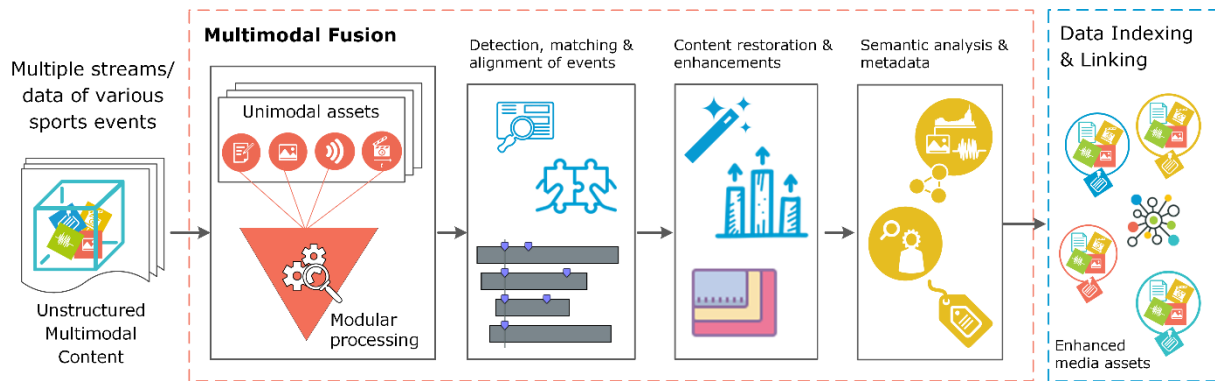 Multiple streams/
data of various
sports events
Unstructured
Multimodal
Content
Multimodal Fusion
Unimodal assets
t
Modular
processing
Detection, matching &
alignment of events
Content restoration &
enhancements
Semantic analysis &
metadata
Data Indexing
& Linking
Enhanced
media assets